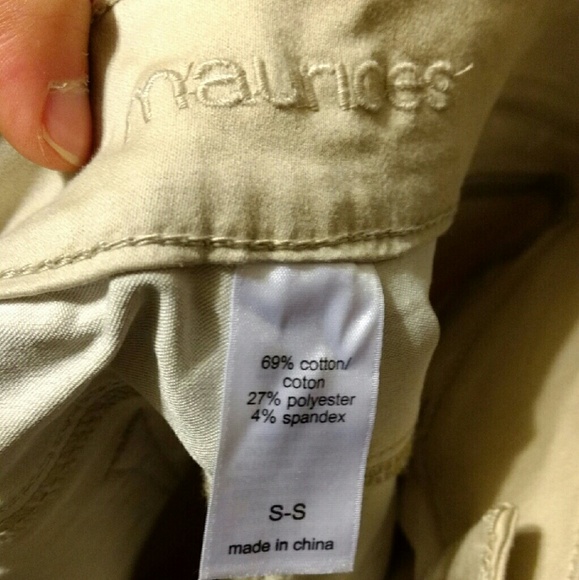 maurices
69% cotton/
coton
27% polyester
4% spandex
S-S
made in china